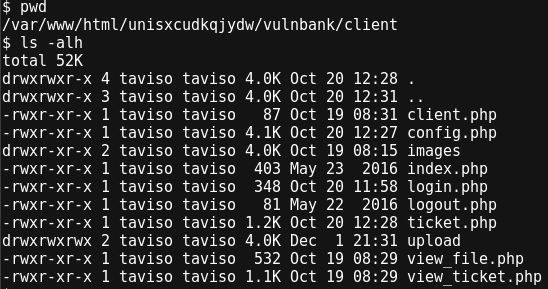 $ pwd
/var/www/html/unisxcudkqjydw/vulnbank/client
$ ls -alh
total 52K
drwxrwxr-x 4 taviso taviso 4.0K Oct 20 12:28 .
drwxrwxr-x 3 taviso taviso 4.0K Oct 20 12:31 ..
-rwxr-xr-x 1 taviso taviso   87 Oct 19 08:31 client.php
-rwxr-xr-x 1 taviso taviso 4.1K Oct 20 12:27 config.php
drwxr-xr-x 2 taviso taviso 4.0K Oct 19 08:15 images
-rwxr-xr-x 1 taviso taviso  403 May 23  2016 index.php
-rwxr-xr-x 1 taviso taviso  348 Oct 20 11:58 login.php
-rwxr-xr-x 1 taviso taviso   81 May 22  2016 logout.php
-rwxr-xr-x 1 taviso taviso 1.2K Oct 20 12:28 ticket.php
drwxrwxrwx 2 taviso taviso 4.0K Dec  1 21:31 upload
-rwxr-xr-x 1 taviso taviso  532 Oct 19 08:29 view_file.php
-rwxr-xr-x 1 taviso taviso 1.1K Oct 19 08:29 view_ticket.php